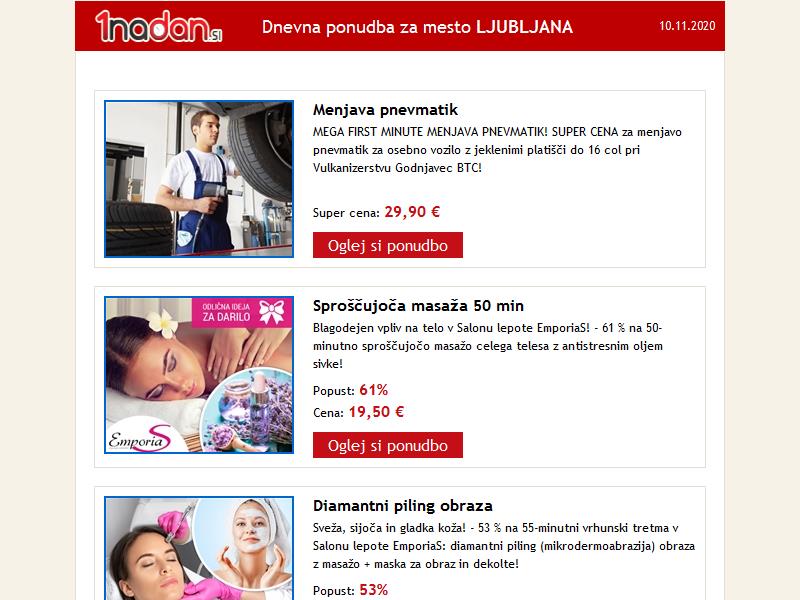 1nadan.si
Dnevna ponudba za mesto LJUBLJANA
10.11.2020
Menjava pnevmatik
MEGA FIRST MINUTE MENJAVA PNEVMATIK! SUPER CENA za menjavo
pnevmatik za osebno vozilo z jeklenimi platišči do 16 col pri
Vulkanizerstvu Godnjavec BTC!
Super cena: 29,90 €
Oglej si ponudbo
ODLIČNA IDEJA
ZA DARILO
EmporiaS
Sproščujoča masaža 50 min
Blagodejen vpliv na telo v Salonu lepote EmporiaS! - 61 % na 50-
minutno sproščujočo masažo celega telesa z antistresnim oljem
sivke!
Popust: 61%
Cena: 19,50 €
Oglej si ponudbo
Diamantni piling obraza
Sveža, sijoča in gladka koža! - 53 % na 55-minutni vrhunski tretma v
Salonu lepote EmporiaS: diamantni piling (mikrodermoabrazija) obraza
z masažo + maska za obraz in dekolte!
Popust: 53%